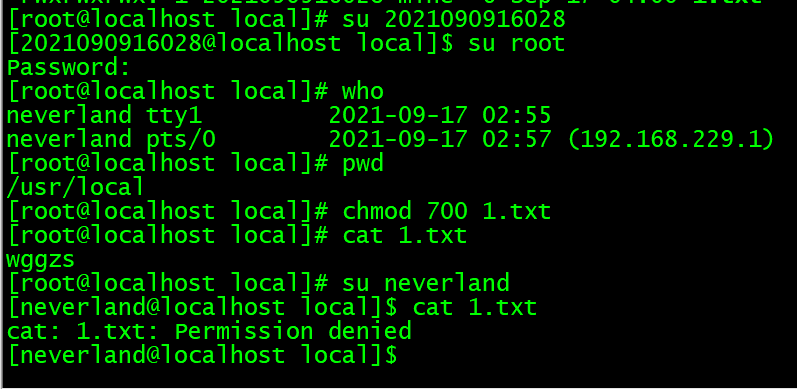 [root@localhost local]# su 2021090916028
[2021090916028@localhost local]$ su root
Password:
[root@localhost local]# who
neverland tty1         2021-09-17 02:55
neverland pts/0        2021-09-17 02:57 (192.168.229.1)
[root@localhost local]# pwd
/usr/local
[root@localhost local]# chmod 700 1.txt
[root@localhost local]# cat 1.txt
wggzs
[root@localhost local]# su neverland
[neverland@localhost local]$ cat 1.txt
cat: 1.txt: Permission denied
[neverland@localhost local]$